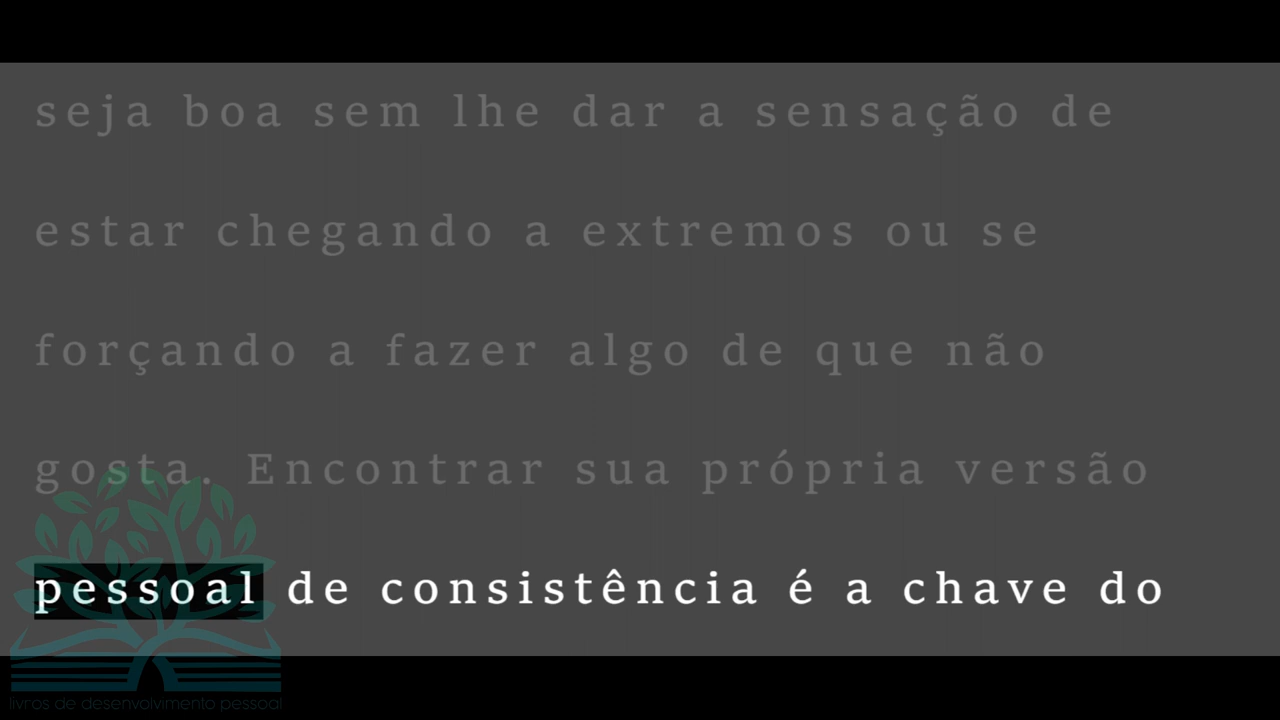 seja boa sem lhe dar a sensação de
estar chegando a extremos ou se
forçando a fazer algo de que não
gosta. Encontrar sua própria versão
pessoal de consistência é a chave do
livros de desenvolvimento pessoal